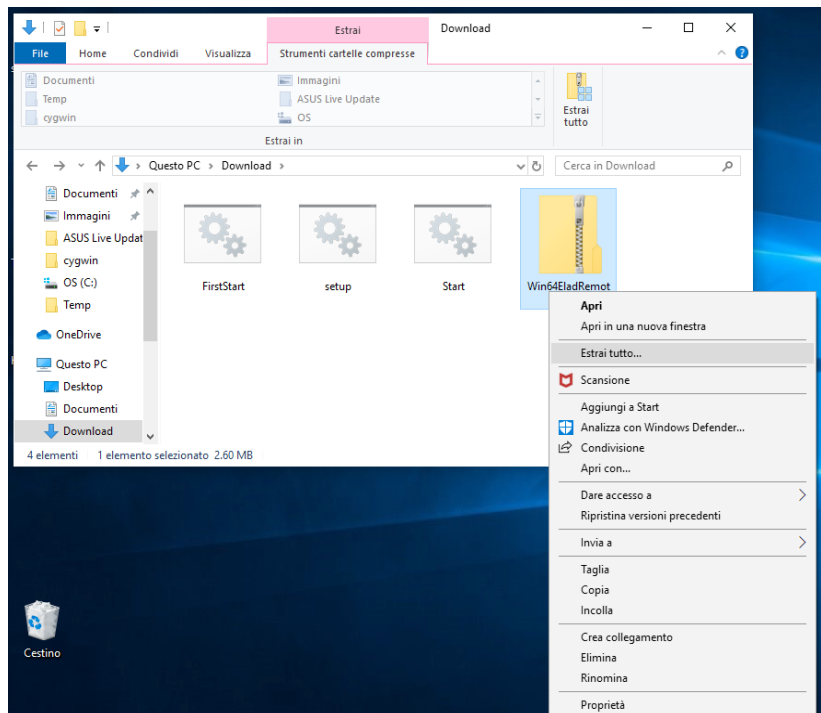 Estrai
Download
File
Home
Condividi
Visualizza
Strumenti cartelle compresse
?
Documenti
Immagini
Temp
ASUS Live Update
cygwin
OS
Estrai
tutto
Estrai in
Questo PC > Download >
Cerca in Download
Documenti
Immagini
ASUS Live Updat
cygwin
OS (C:)
Temp
OneDrive
Questo PC
Desktop
Documenti
Download
FirstStart
setup
Start
Win64EladRemot
4 elementi
1 elemento selezionato 2.60 MB
Apri
Apri in una nuova finestra
Estrai tutto...
Scansione
Aggiungi a Start
Analizza con Windows Defender...
Condivisione
Apri con...
Dare accesso a
Ripristina versioni precedenti
Invia a
Taglia
Copia
Incolla
Crea collegamento
Elimina
Rinomina
Proprietà
Cestino